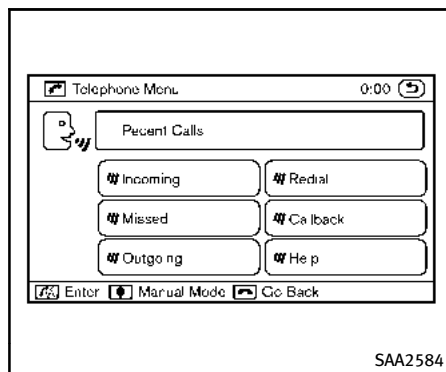 Telephone Menu 0:00
Recent Calls
Incoming Redial
Missed Callback
Outgoing Help
Enter Manual Mode Go Back
SAA2584